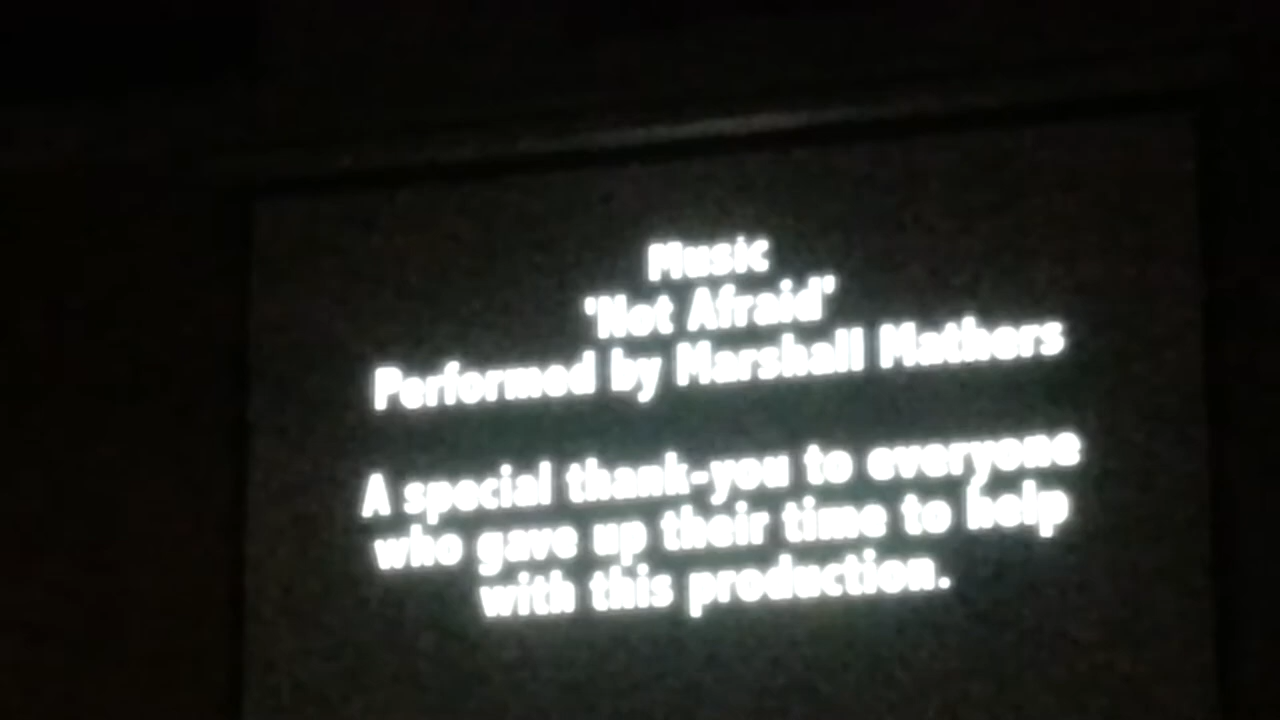 Music
'Not Afraid'
Performed by Marshall Mathers
A special thank-you to everyone
who gave up their time to help
with this production.